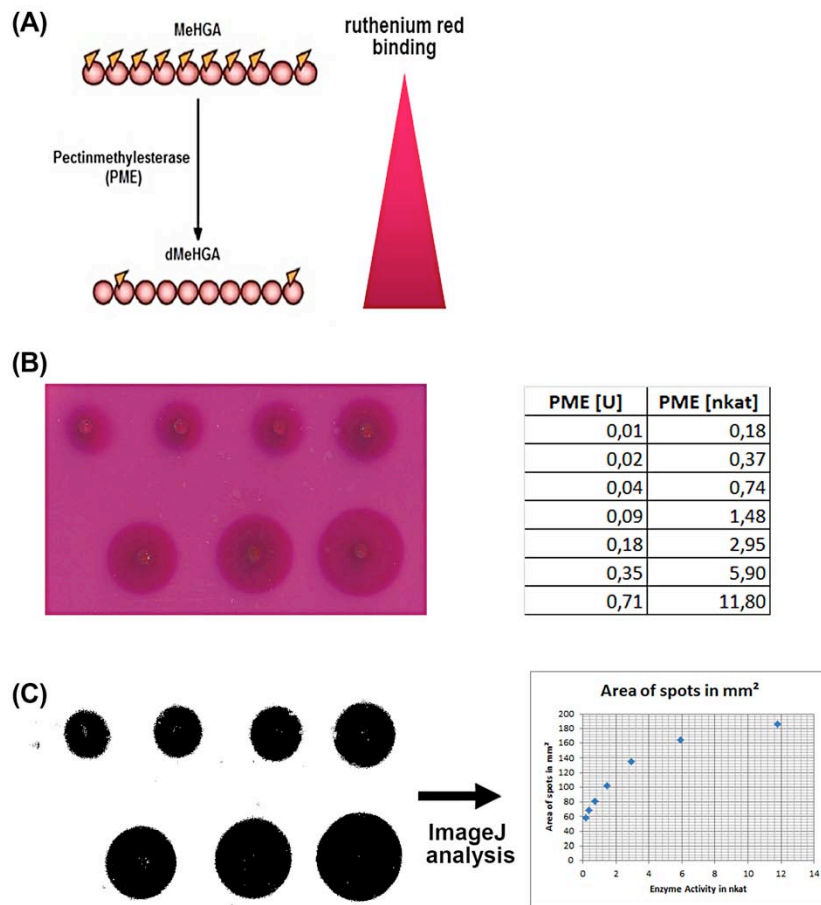 (A)
MeHGA
ruthenium red
binding
Pectinmethylesterase
(PME)
dMeHGA
(B)
PME [U] PME [nkat]
0,01 0,18
0,02 0,37
0,04 0,74
0,09 1,48
0,18 2,95
0,35 5,90
0,71 11,80
(C)
ImageJ
analysis
Area of spots in mm²
Area of spots in mm²
200
180
160
140
120
100
80
60
40
20
0
0 2 4 6 8 10 12 14
Enzyme Activity in nkat